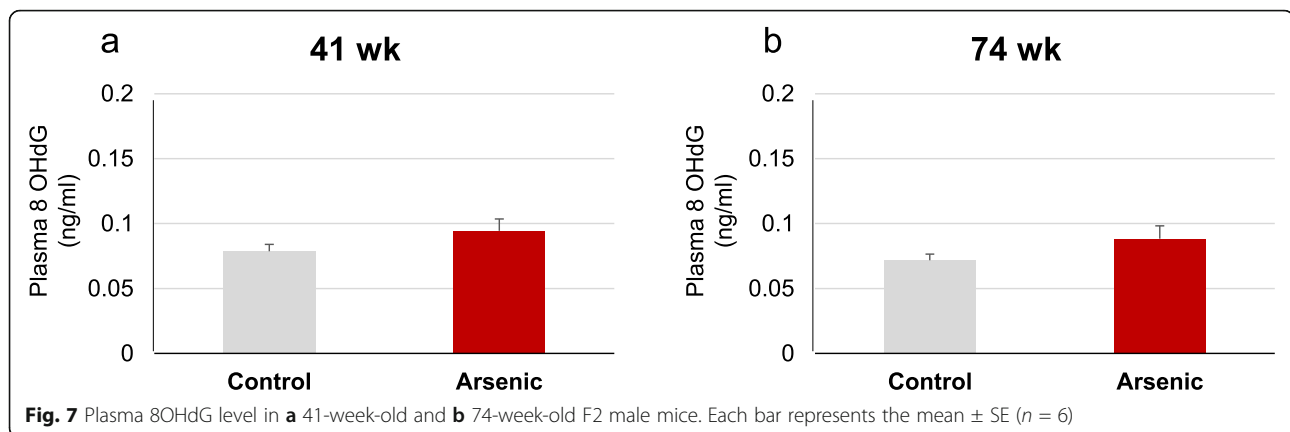 a
41 wk
Plasma 8 OHdG
(ng/ml)
0.2
0.15
0.1
0.05
0
Control
Arsenic
b
74 wk
Plasma 8 OHdG
(ng/ml)
0.2
0.15
0.1
0.05
0
Control
Arsenic
Fig. 7 Plasma 8OHdG level in a 41-week-old and b 74-week-old F2 male mice. Each bar represents the mean ± SE (n = 6)